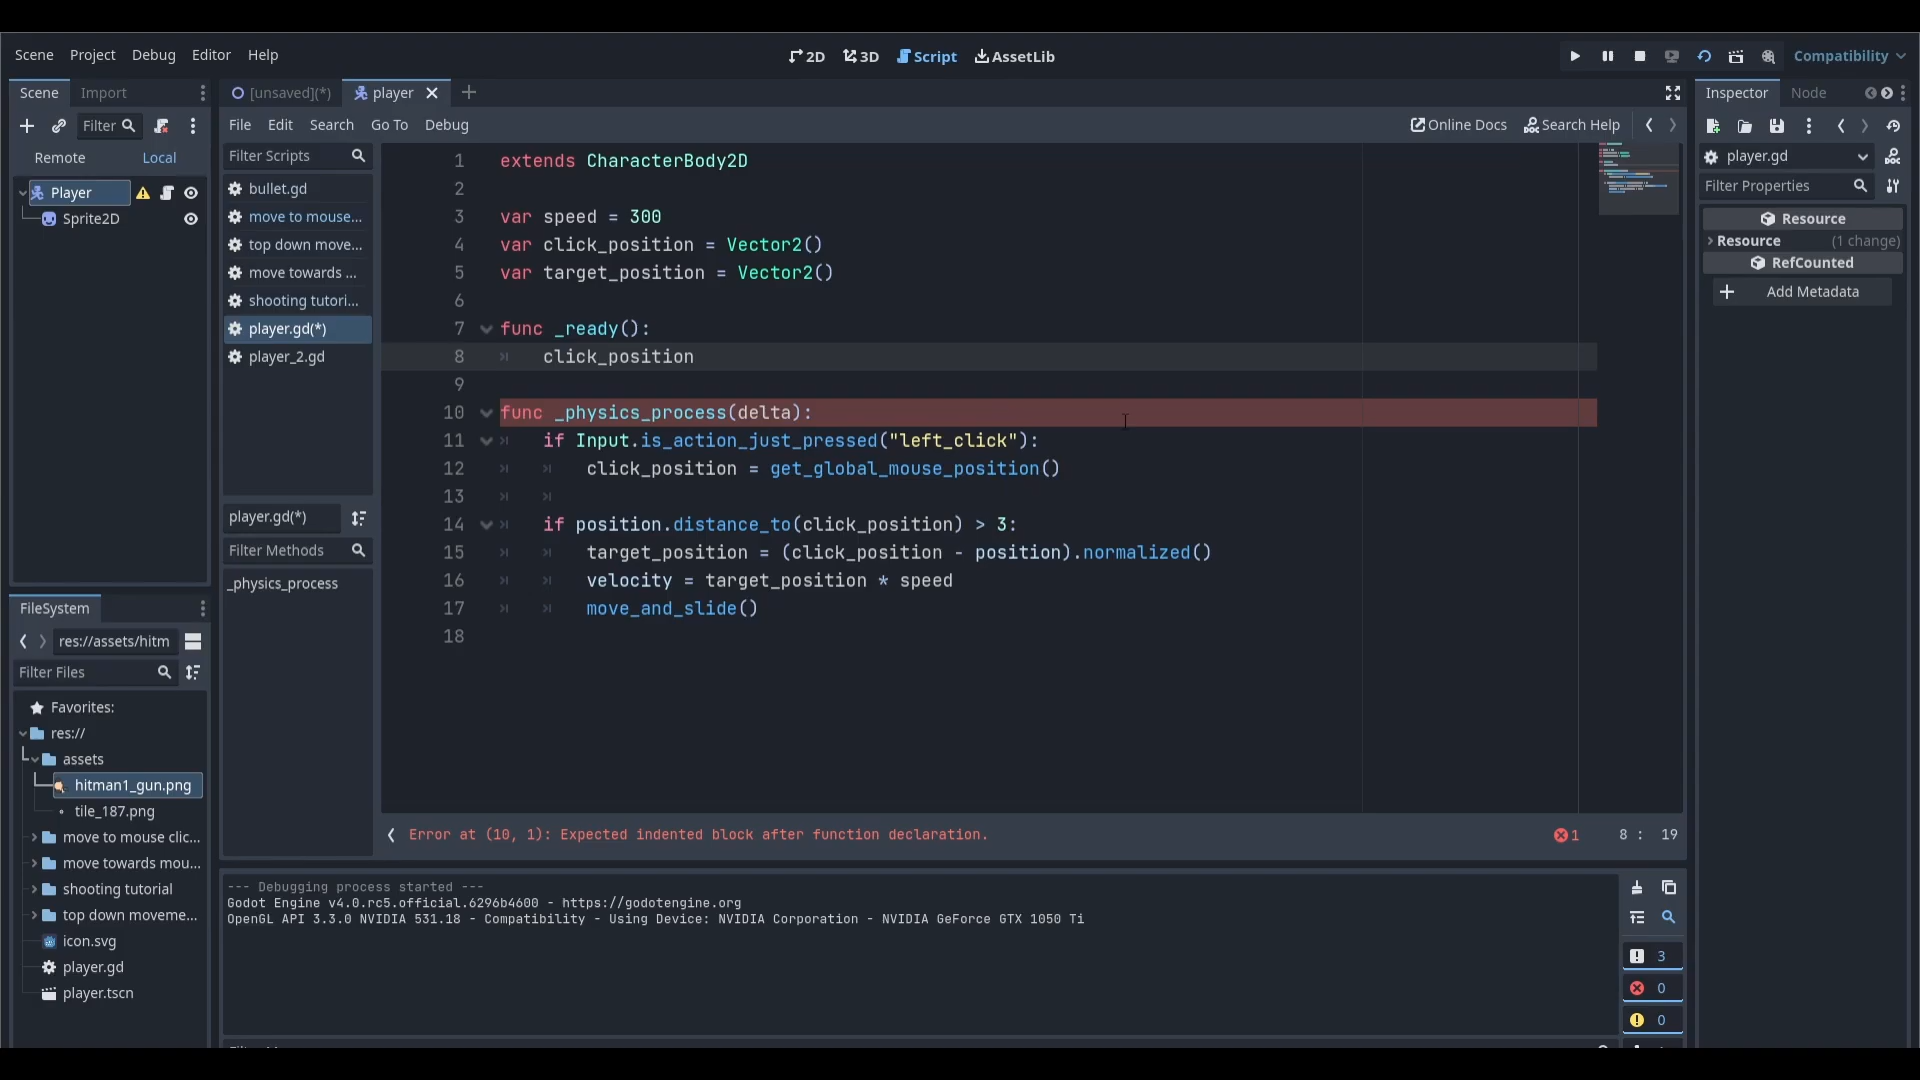 Scene Project Debug Editor Help
2D 3D Script AssetLib
Compatibility
Scene Import
Filter
Remote Local
Player
Sprite2D
FileSystem
res://assets/hitm
Filter Files
Favorites:
res://
assets
hitman1_gun.png
tile_187.png
move to mouse clic...
move towards mou...
shooting tutorial
top down moveme...
icon.svg
player.gd
player.tscn
[unsaved](*) player
File Edit Search Go To Debug
Online Docs Search Help
Filter Scripts
bullet.gd
move to mouse...
top down move...
move towards ...
shooting tutori...
player.gd(*)
player_2.gd
player.gd(*)
Filter Methods
_physics_process
1 extends CharacterBody2D
2
3 var speed = 300
4 var click_position = Vector2()
5 var target_position = Vector2()
6
7 func _ready():
8 click_position
9
10 func _physics_process(delta):
11 if Input.is_action_just_pressed("left_click"):
12 click_position = get_global_mouse_position()
13
14 if position.distance_to(click_position) > 3:
15 target_position = (click_position - position).normalized()
16 velocity = target_position * speed
17 move_and_slide()
18
Error at (10, 1): Expected indented block after function declaration.
1 8 : 19
--- Debugging process started ---
Godot Engine v4.0.rc5.official.6296b4600 - https://godotengine.org
OpenGL API 3.3.0 NVIDIA 531.18 - Compatibility - Using Device: NVIDIA Corporation - NVIDIA GeForce GTX 1050 Ti
3
0
0
Inspector Node
player.gd
Filter Properties
Resource
Resource (1 change)
RefCounted
Add Metadata